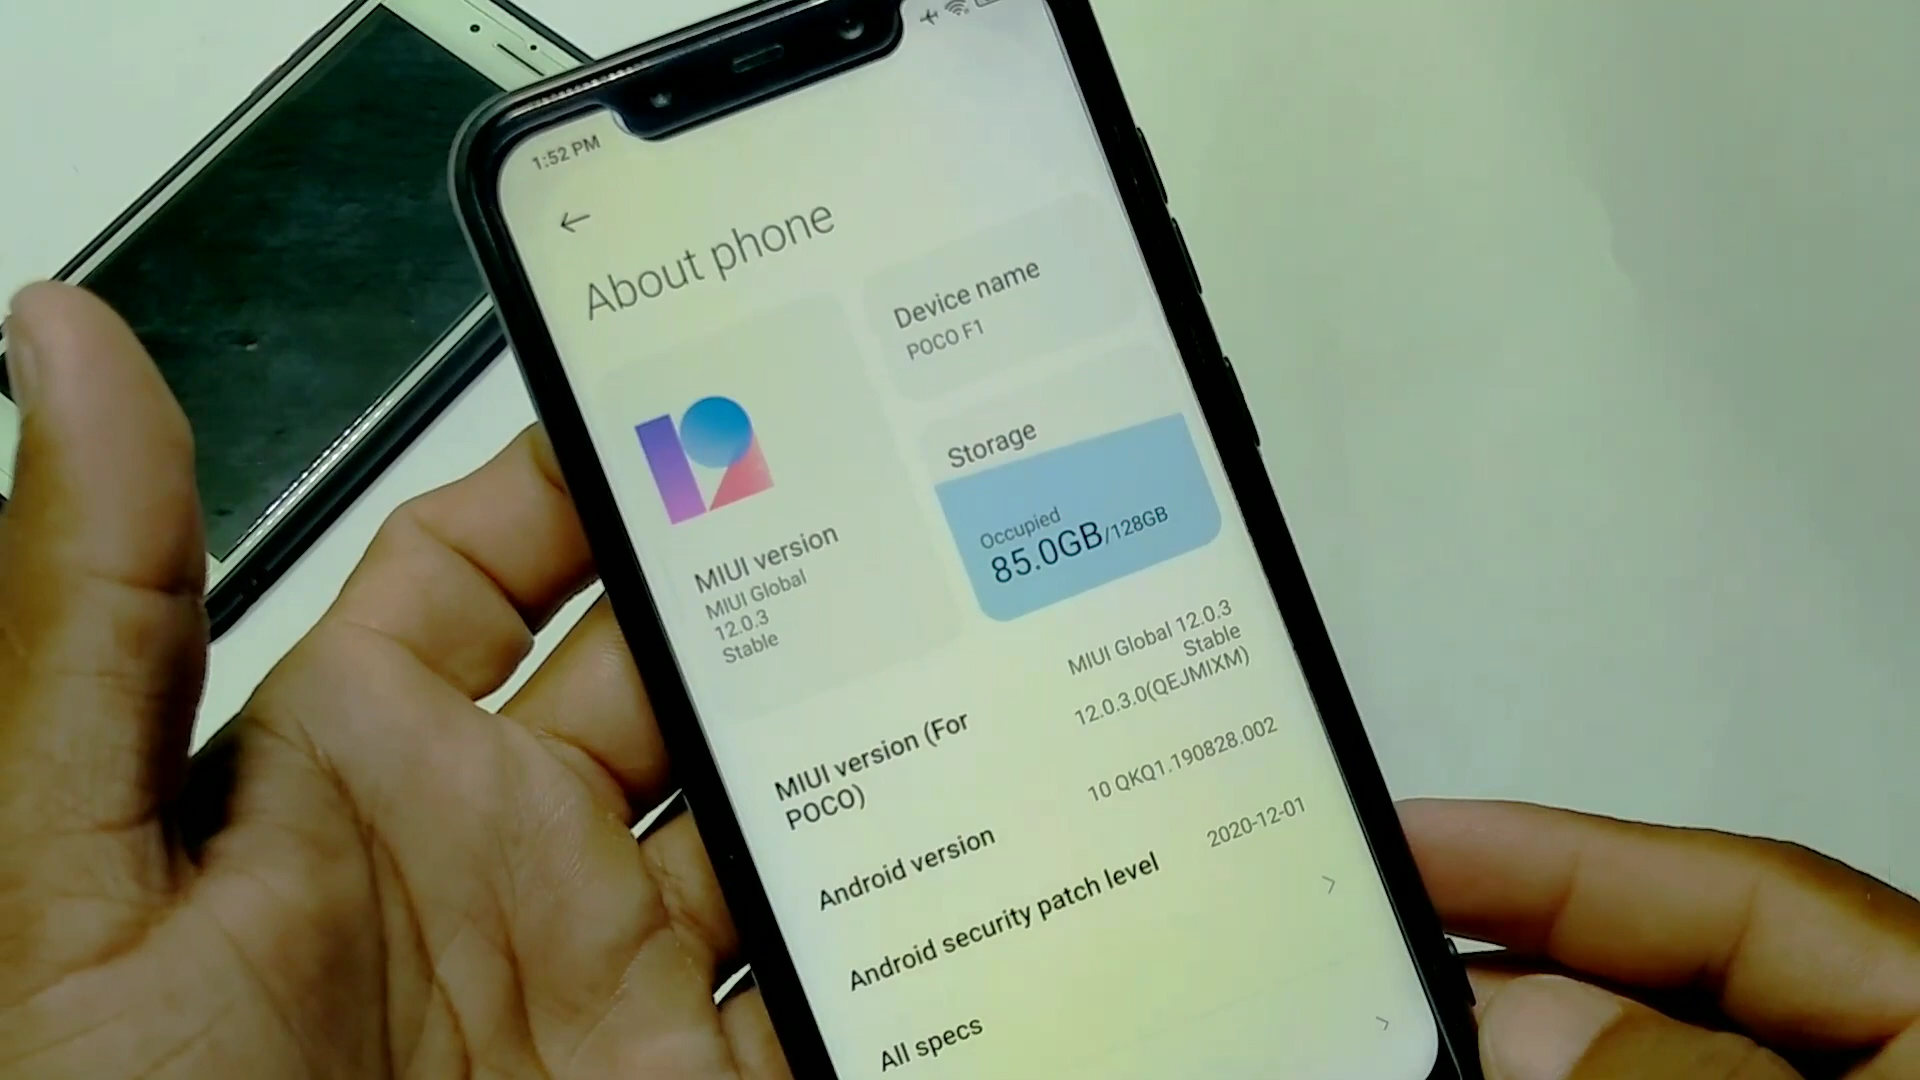 1:52 PM
About phone
Device name
POCO F1
Storage
Occupied
85.0GB/128GB
MIUI version
MIUI Global
12.0.3
Stable
MIUI version (For
POCO)
MIUI Global 12.0.3
Stable
12.0.3.0(QEJMIXM)
Android version
10 QKQ1.190828.002
Android security patch level
2020-12-01
All specs